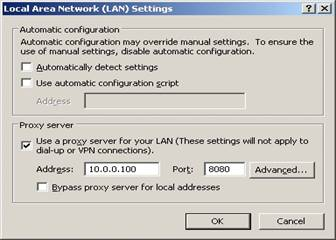 Local Area Network (LAN) Settings
Automatic configuration
Automatic configuration may override manual settings. To ensure the
use of manual settings, disable automatic configuration.
Automatically detect settings
Use automatic configuration script
Address
Proxy server
Use a proxy server for your LAN (These settings will not apply to
dial-up or VPN connections).
Address: 10.0.0.100 Port: 8080 Advanced...
Bypass proxy server for local addresses
OK Cancel